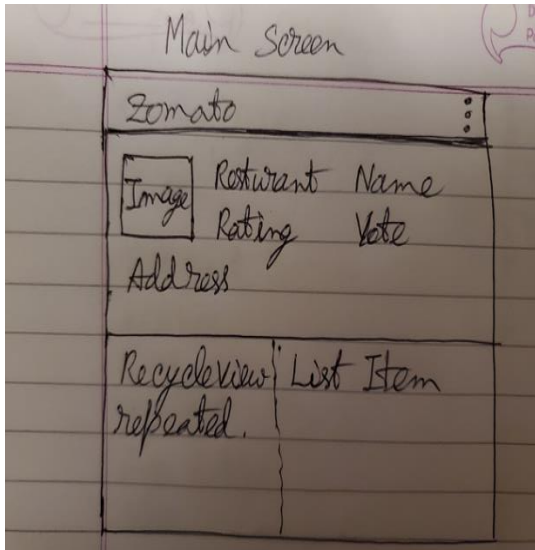 Main Screen
Zomato
Image
Resturant Name
Rating Vote
Address
Recycleview List Item
repeated.